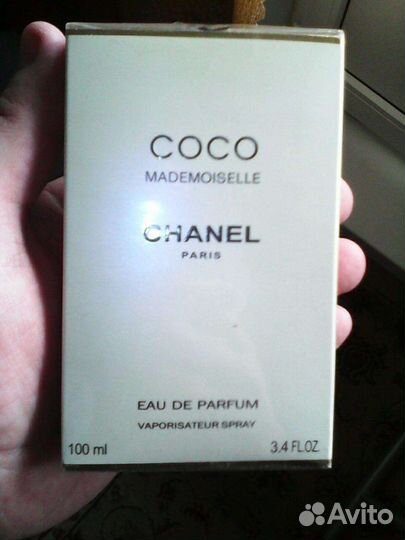 COCO
MADEMOISELLE
CHANEL
PARIS
EAU DE PARFUM
VAPORISATEUR SPRAY
100 ml 3.4 FL.OZ.
Avito